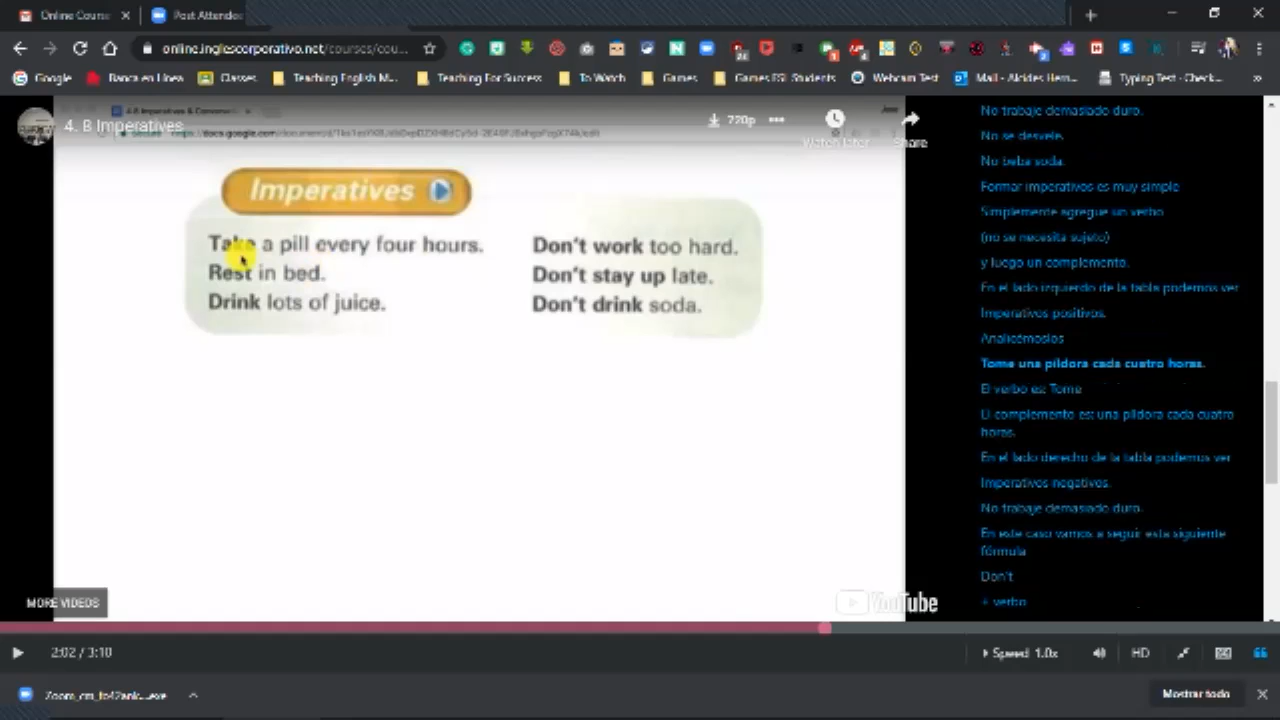 Online Course
Post Attendee
online.inglescorporativo.net/courses/cou...
Google
Banca en Línea
Classes
Teaching English M...
Teaching For Success
To Watch
Games
Games ESL Students
Webcam Test
Mail - Alcides Hern...
Typing Test - Check...
4. B Imperatives
720p
Watch later
Share
Imperatives
Take a pill every four hours.
Rest in bed.
Drink lots of juice.
Don't work too hard.
Don't stay up late.
Don't drink soda.
MORE VIDEOS
YouTube
No trabaje demasiado duro.
No se desvele.
No beba soda.
Formar imperativos es muy simple
Simplemente agregue un verbo
(no se necesita sujeto)
y luego un complemento.
En el lado izquierdo de la tabla podemos ver
Imperativos positivos.
Analicémoslos
Tome una píldora cada cuatro horas.
El verbo es: Tome
El complemento es: una píldora cada cuatro
horas.
En el lado derecho de la tabla podemos ver
Imperativos negativos.
No trabaje demasiado duro.
En este caso vamos a seguir esta siguiente
fórmula
Don't
+ verbo
2:02 / 3:10
Speed 1.0x
HD
Mostrar todo